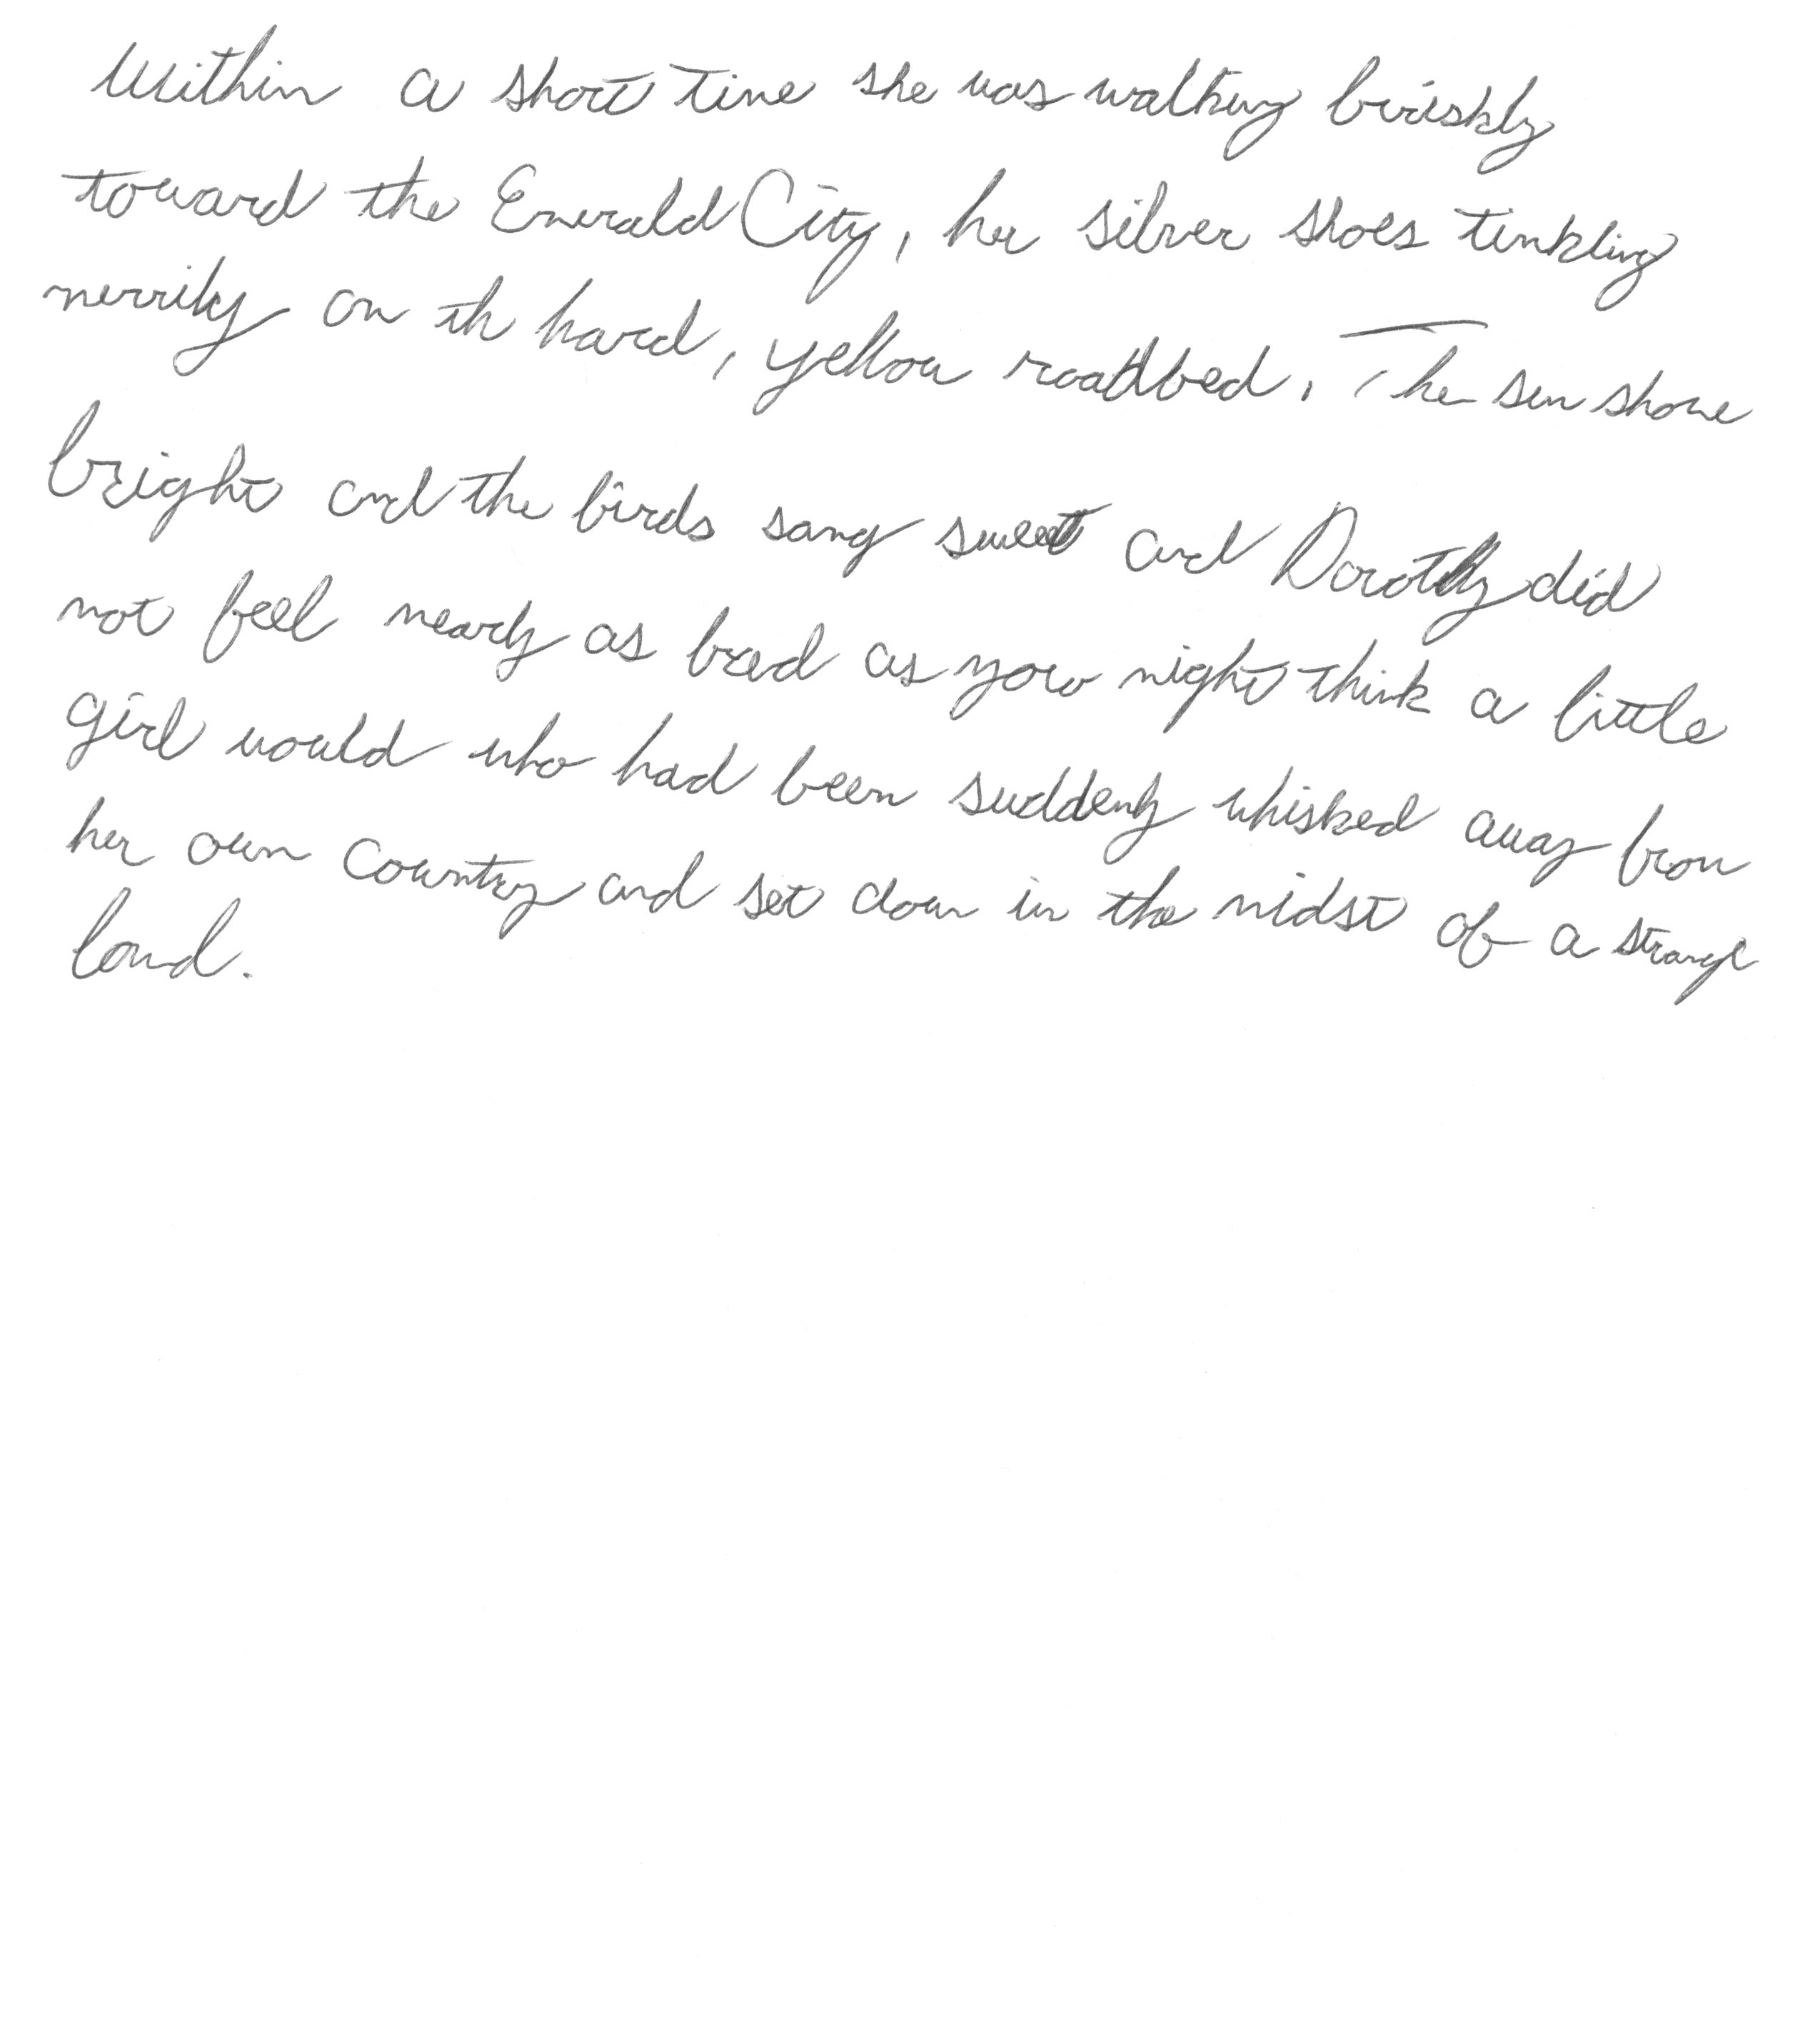 Within a short time she was walking briskly
toward the Emerald City, her silver shoes tinkling
merrily on th hard, yellow roadbed. The sun shone
bright and the birds sang sweet and Dorothy did
not feel nearly as bad as you might think a little
girl would who had been suddenly whisked away from
her own country and set down in the midst of a strange
land.